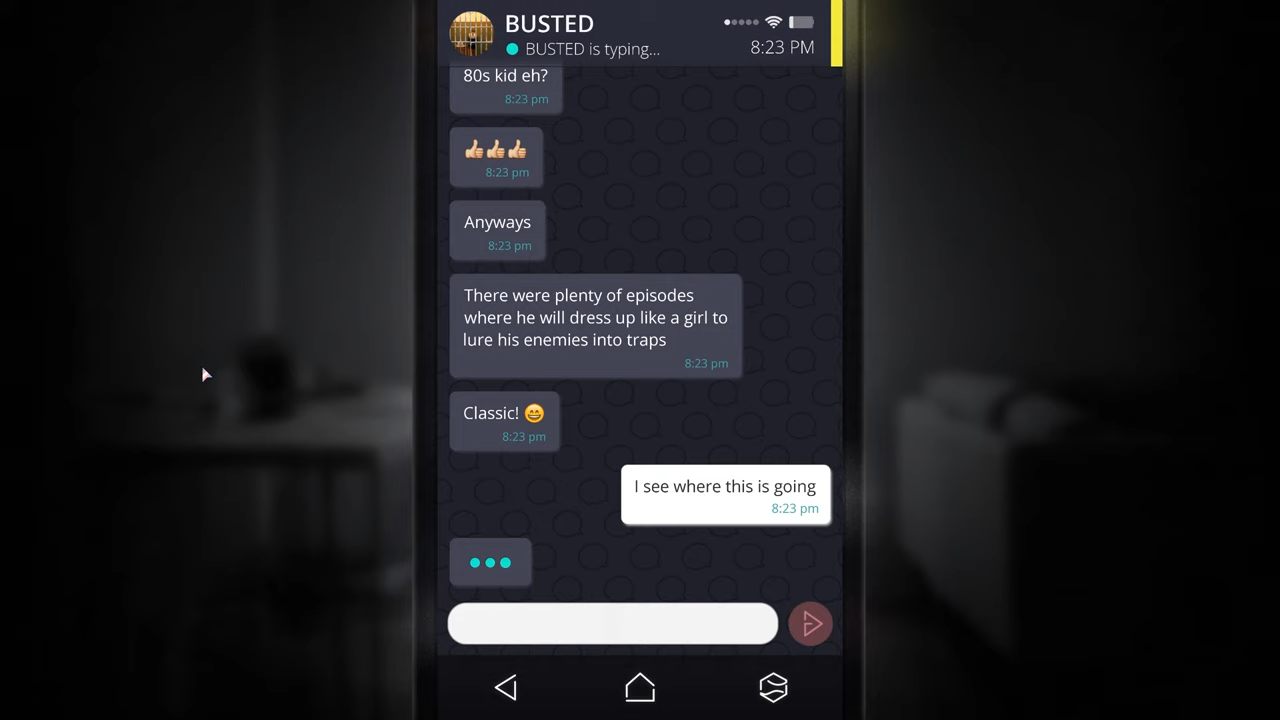 BUSTED
BUSTED is typing...
8:23 PM
80s kid eh?
8:23 pm
👍🏼👍🏼👍🏼
8:23 pm
Anyways
8:23 pm
There were plenty of episodes
where he will dress up like a girl to
lure his enemies into traps
8:23 pm
Classic! 😄
8:23 pm
I see where this is going
8:23 pm